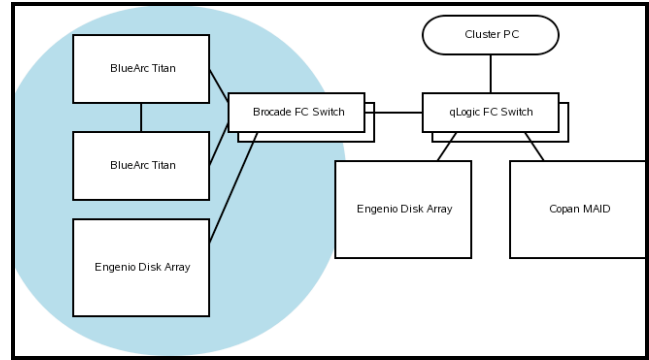 Cluster PC
BlueArc Titan
Brocade FC Switch
qLogic FC Switch
BlueArc Titan
Engenio Disk Array
Copan MAID
Engenio Disk Array